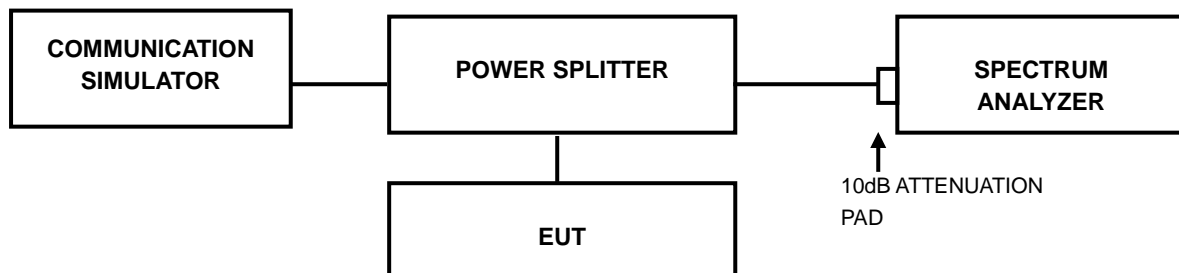 COMMUNICATION
SIMULATOR
POWER SPLITTER
SPECTRUM
ANALYZER
10dB ATTENUATION
PAD
EUT